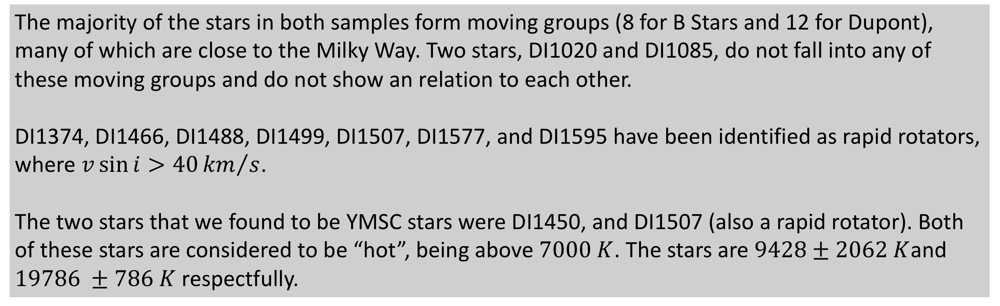 The majority of the stars in both samples form moving groups (8 for B Stars and 12 for Dupont),
many of which are close to the Milky Way. Two stars, DI1020 and DI1085, do not fall into any of
these moving groups and do not show an relation to each other.
DI1374, DI1466, DI1488, DI1499, DI1507, DI1577, and DI1595 have been identified as rapid rotators,
where v sin i > 40 km/s.
The two stars that we found to be YMSC stars were DI1450, and DI1507 (also a rapid rotator). Both
of these stars are considered to be “hot”, being above 7000 K. The stars are 9428 ± 2062 K and
19786 ± 786 K respectfully.